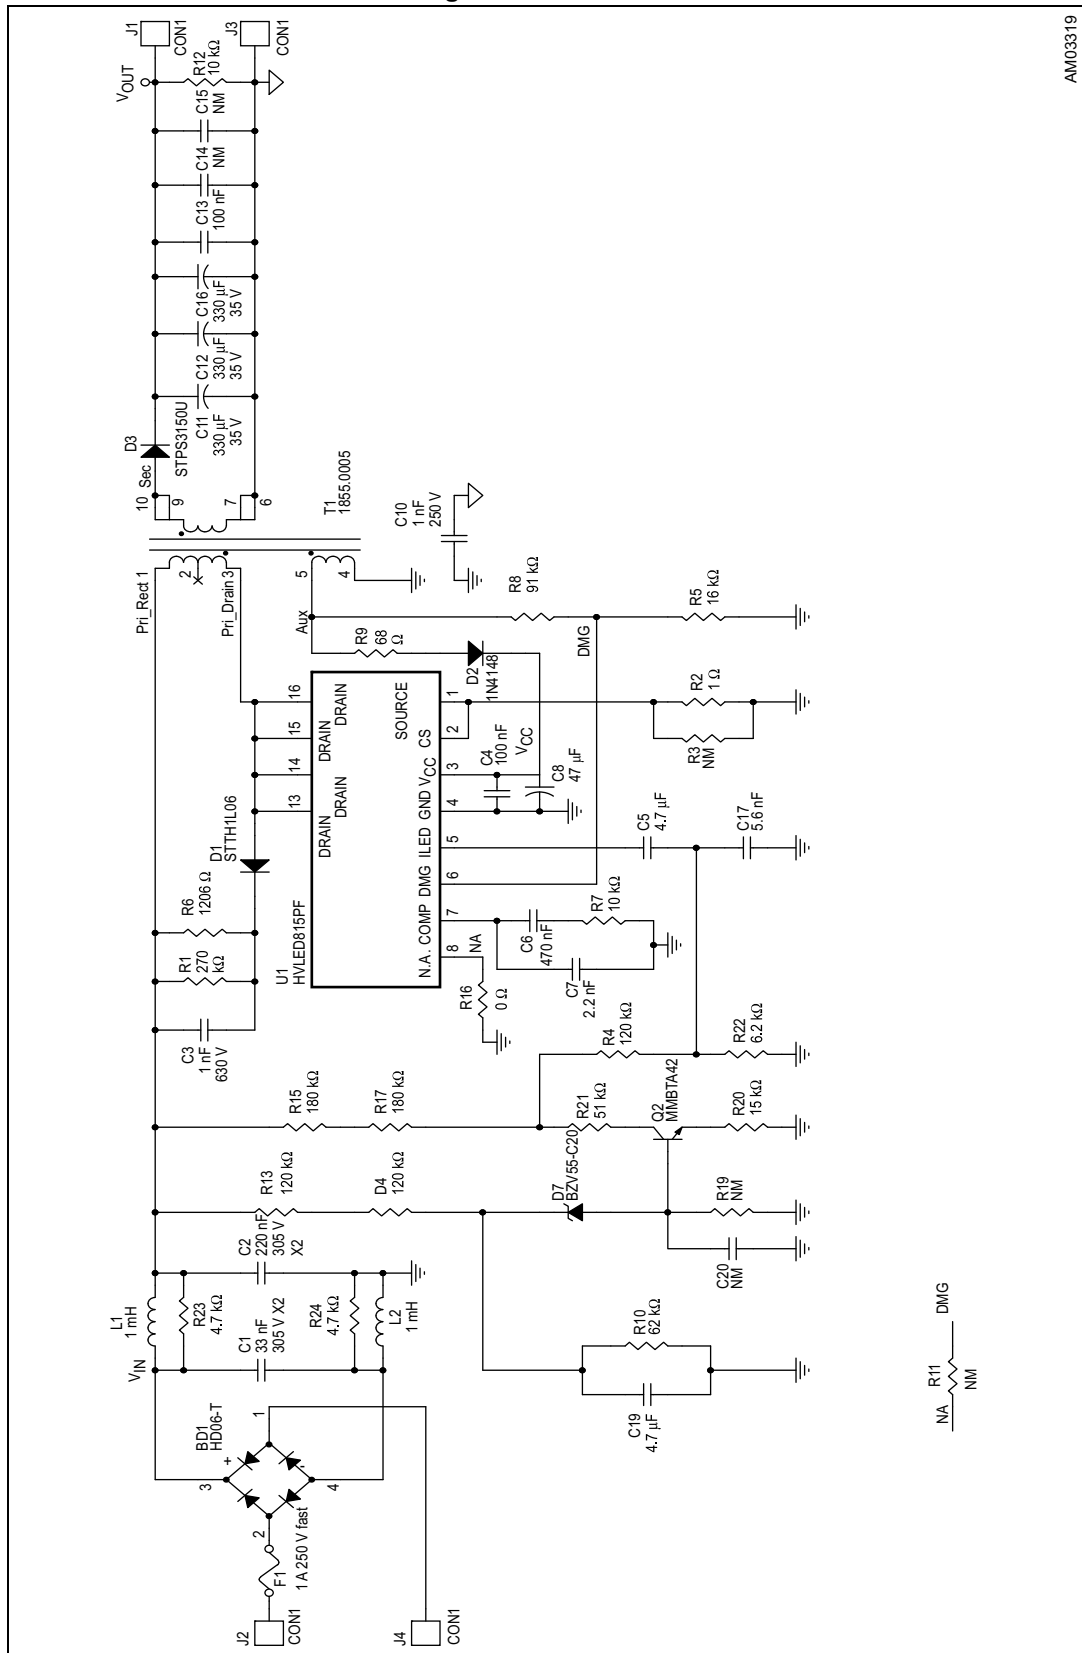 AM03319
J1
CON1
J3
CON1
VOUT
R12
10 kΩ
C15
NM
C14
NM
C13
100 nF
C16
330 µF
35 V
C12
330 µF
35 V
C11
330 µF
35 V
D3
STPS3150U
Sec
10
9
7
6
T1
1855.0005
Pri_Rect 1
2
Pri_Drain 3
5
4
Aux
C10
1 nF
250 V
R8
91 kΩ
DMG
R5
16 kΩ
R9
68
Ω
D2
1N4148
16
15
14
13
DRAIN
DRAIN
DRAIN
DRAIN
SOURCE
CS
VCC
GND
ILED
DMG
COMP
N.A.
1
2
3
4
5
6
7
8
U1
HVLED815PF
C4
100 nF
VCC
C8
47 µF
R2
1 Ω
R3
NM
C5
4.7 µF
C17
5.6 nF
C6
470 nF
R7
10 kΩ
C7
2.2 nF
NA
R16
0 Ω
D1
STTH1L06
R6
1206 Ω
R1
270
kΩ
C3
1 nF
630 V
R15
180 kΩ
R17
180 kΩ
R4
120 kΩ
R22
6.2 kΩ
R21
51 kΩ
Q2
MMBTA42
R20
15 kΩ
R13
120 kΩ
D4
120 kΩ
D7
BZV55-C20
R19
NM
C20
NM
L1
1 mH
R23
4.7 kΩ
C2
220 nF
305 V
X2
C1
33 nF
305 V X2
R24
4.7 kΩ
L2
1 mH
VIN
R10
62 kΩ
C19
4.7 µF
BD1
HD06-T
+
-
1
2
3
4
F1
1 A 250 V fast
J2
CON1
J4
CON1
NA
R11
NM
DMG